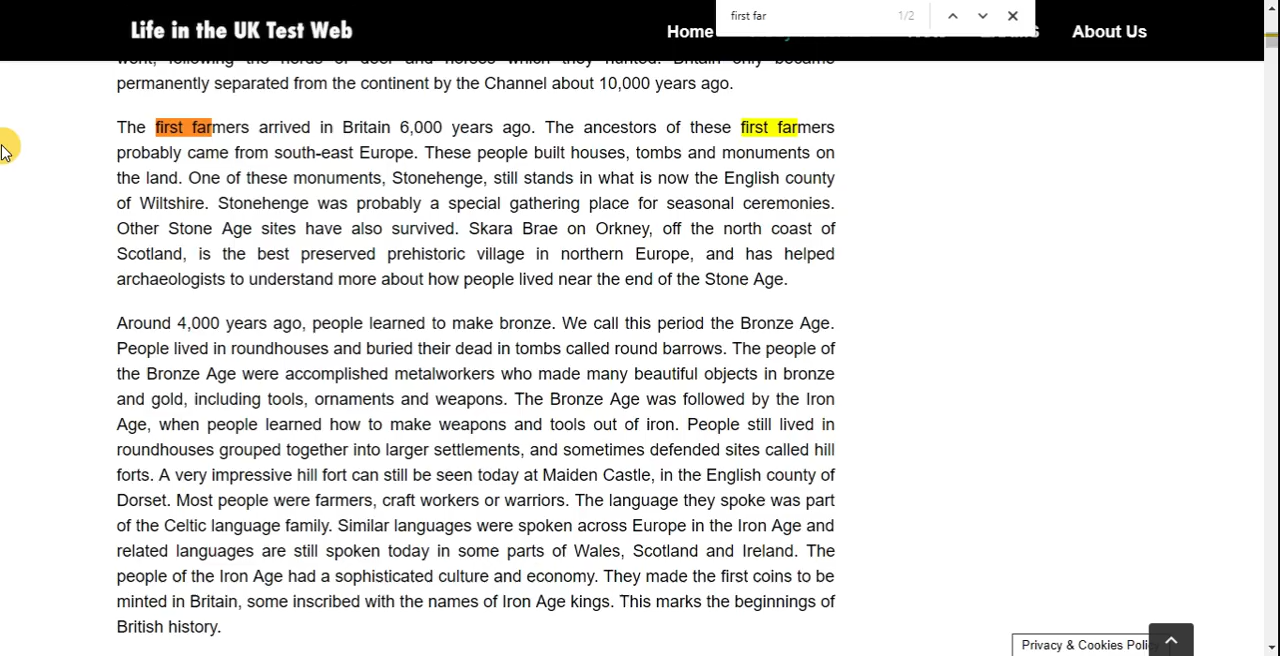 Life in the UK Test Web
first far
1/2
Home
About Us
went, following the herds of deer and horses which they hunted. Britain only became
permanently separated from the continent by the Channel about 10,000 years ago.
The first farmers arrived in Britain 6,000 years ago. The ancestors of these first farmers
probably came from south-east Europe. These people built houses, tombs and monuments on
the land. One of these monuments, Stonehenge, still stands in what is now the English county
of Wiltshire. Stonehenge was probably a special gathering place for seasonal ceremonies.
Other Stone Age sites have also survived. Skara Brae on Orkney, off the north coast of
Scotland, is the best preserved prehistoric village in northern Europe, and has helped
archaeologists to understand more about how people lived near the end of the Stone Age.
Around 4,000 years ago, people learned to make bronze. We call this period the Bronze Age.
People lived in roundhouses and buried their dead in tombs called round barrows. The people of
the Bronze Age were accomplished metalworkers who made many beautiful objects in bronze
and gold, including tools, ornaments and weapons. The Bronze Age was followed by the Iron
Age, when people learned how to make weapons and tools out of iron. People still lived in
roundhouses grouped together into larger settlements, and sometimes defended sites called hill
forts. A very impressive hill fort can still be seen today at Maiden Castle, in the English county of
Dorset. Most people were farmers, craft workers or warriors. The language they spoke was part
of the Celtic language family. Similar languages were spoken across Europe in the Iron Age and
related languages are still spoken today in some parts of Wales, Scotland and Ireland. The
people of the Iron Age had a sophisticated culture and economy. They made the first coins to be
minted in Britain, some inscribed with the names of Iron Age kings. This marks the beginnings of
British history.
Privacy & Cookies Policy